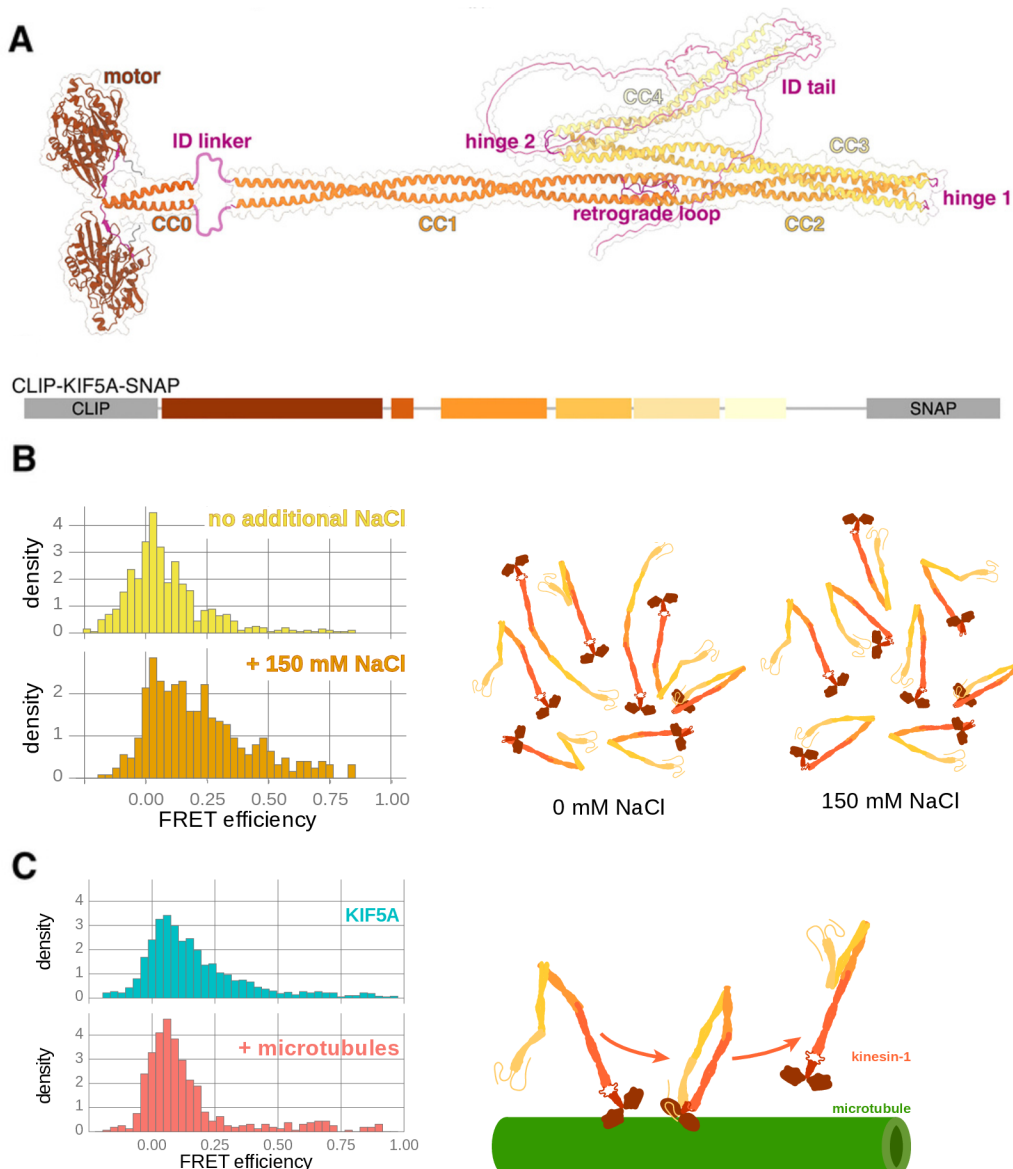 A
motor
ID linker
CC0
CC1
hinge 2
CC4
ID tail
CC3
hinge 1
retrograde loop
CC2
CLIP-KIF5A-SNAP
CLIP
SNAP
B
no additional NaCl
density
4
3
2
1
0
+ 150 mM NaCl
density
2
1
0
0.00 0.25 0.50 0.75 1.00
FRET efficiency
0 mM NaCl
150 mM NaCl
C
KIF5A
density
4
3
2
1
0
+ microtubules
density
4
3
2
1
0
0.00 0.25 0.50 0.75 1.00
FRET efficiency
kinesin-1
microtubule